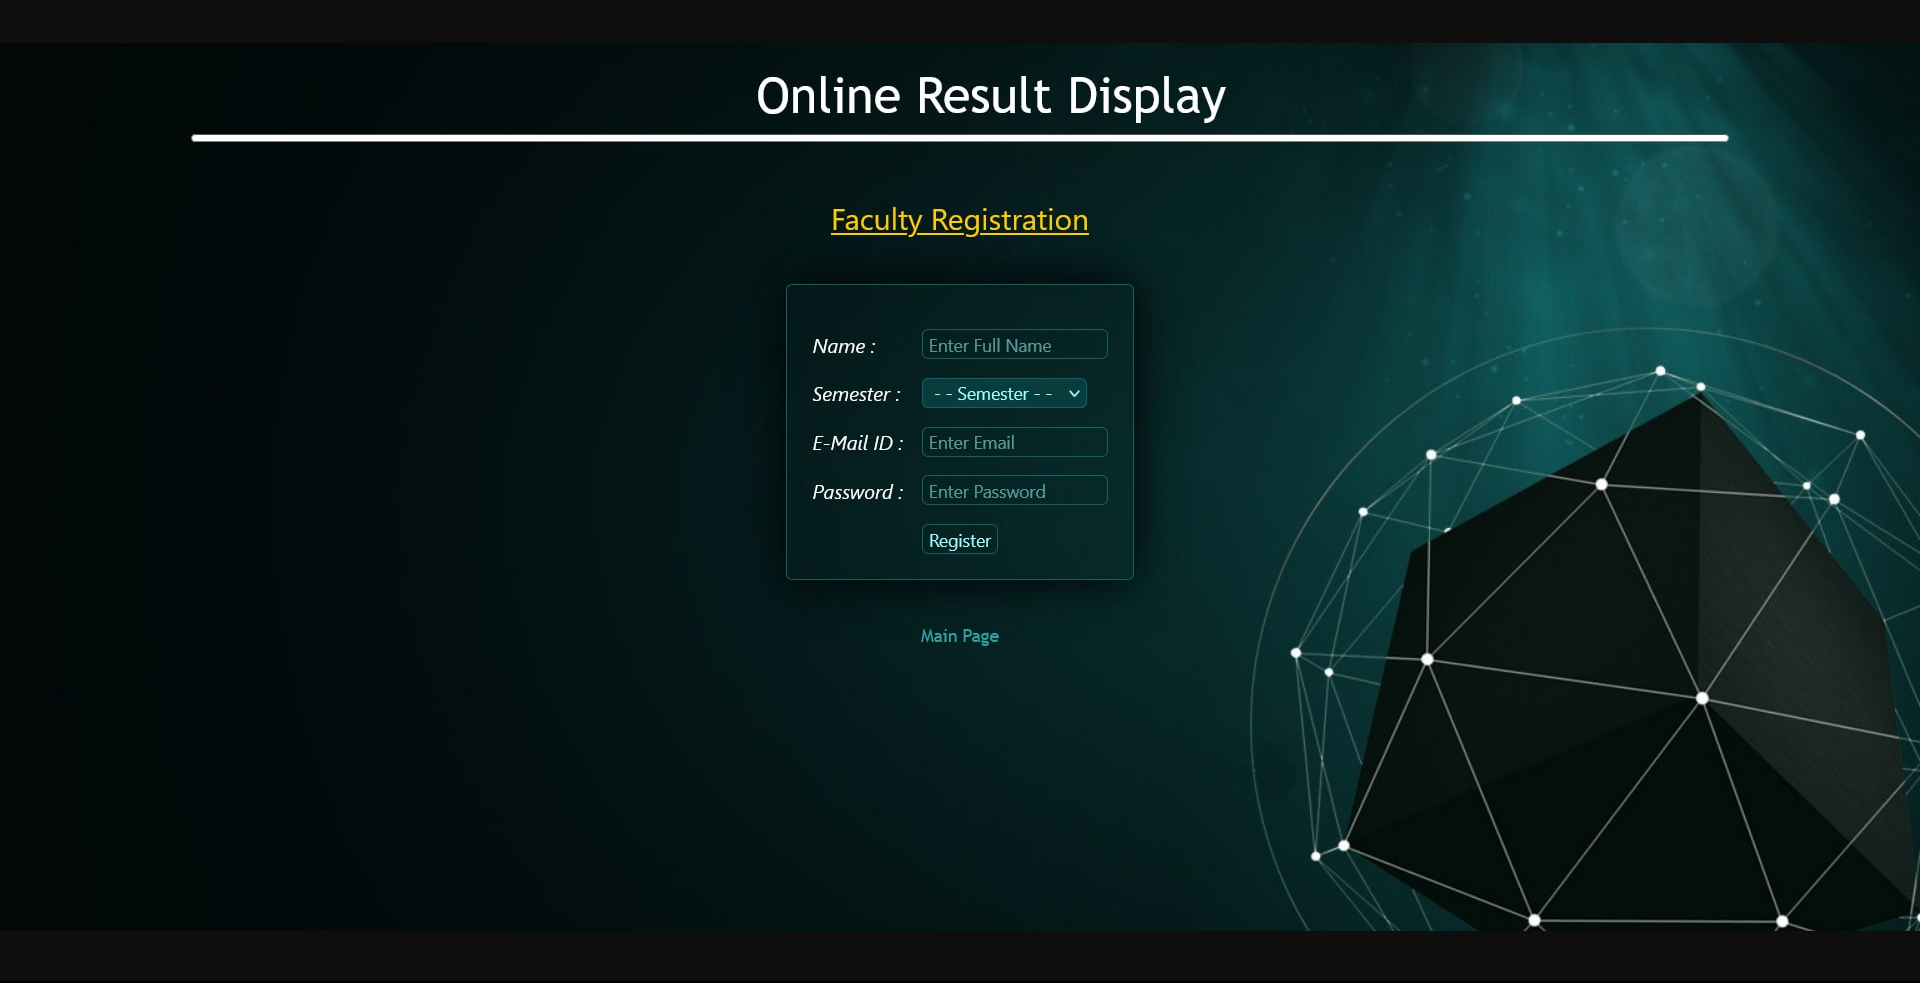 Online Result Display
Faculty Registration
Name : Enter Full Name
Semester : - - Semester - -
E-Mail ID : Enter Email
Password : Enter Password
Register
Main Page